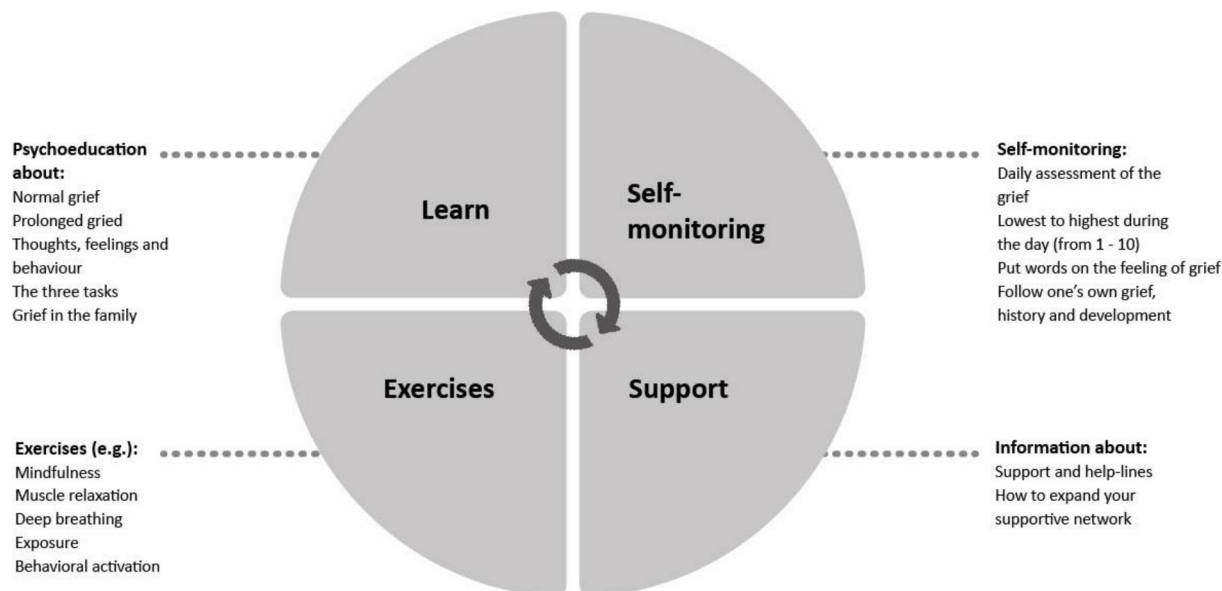 Psychoeducation
about:
Normal grief
Prolonged gried
Thoughts, feelings and
behaviour
The three tasks
Grief in the family
Learn
Self-
monitoring
Self-monitoring:
Daily assessment of the
grief
Lowest to highest during
the day (from 1 - 10)
Put words on the feeling of grief
Follow one's own grief,
history and development
Exercises (e.g.):
Mindfulness
Muscle relaxation
Deep breathing
Exposure
Behavioral activation
Exercises
Support
Information about:
Support and help-lines
How to expand your
supportive network